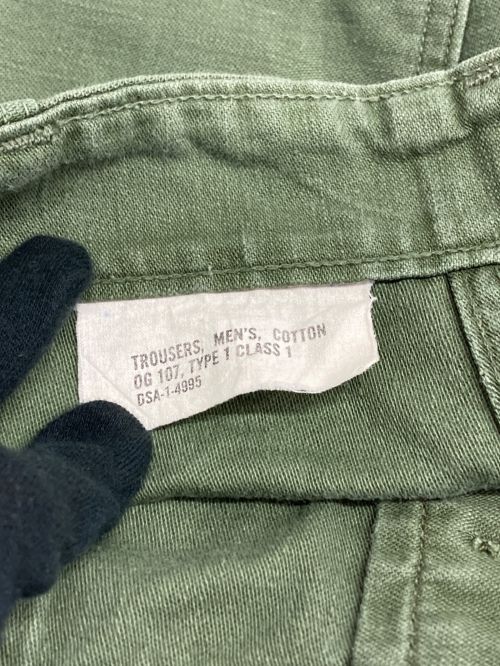 TROUSERS, MEN'S, COTTON
OG 107, TYPE 1 CLASS 1
DSA-1-4995